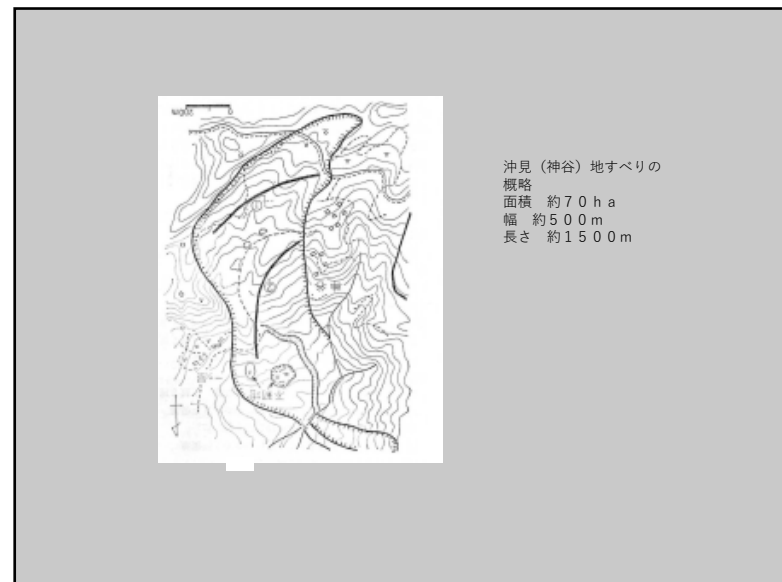 沖見（神谷）地すべりの
概略
面積　約７０ｈａ
幅　約５００ｍ
長さ　約１５００ｍ